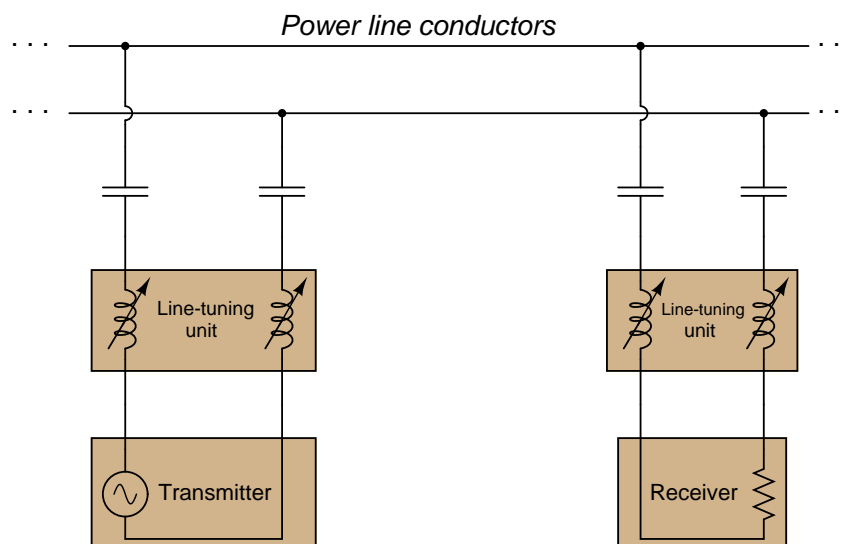 Power line conductors
. . .
. .
. . .
. .
Line-tuning
unit
Line-tuning
unit
Transmitter
Receiver